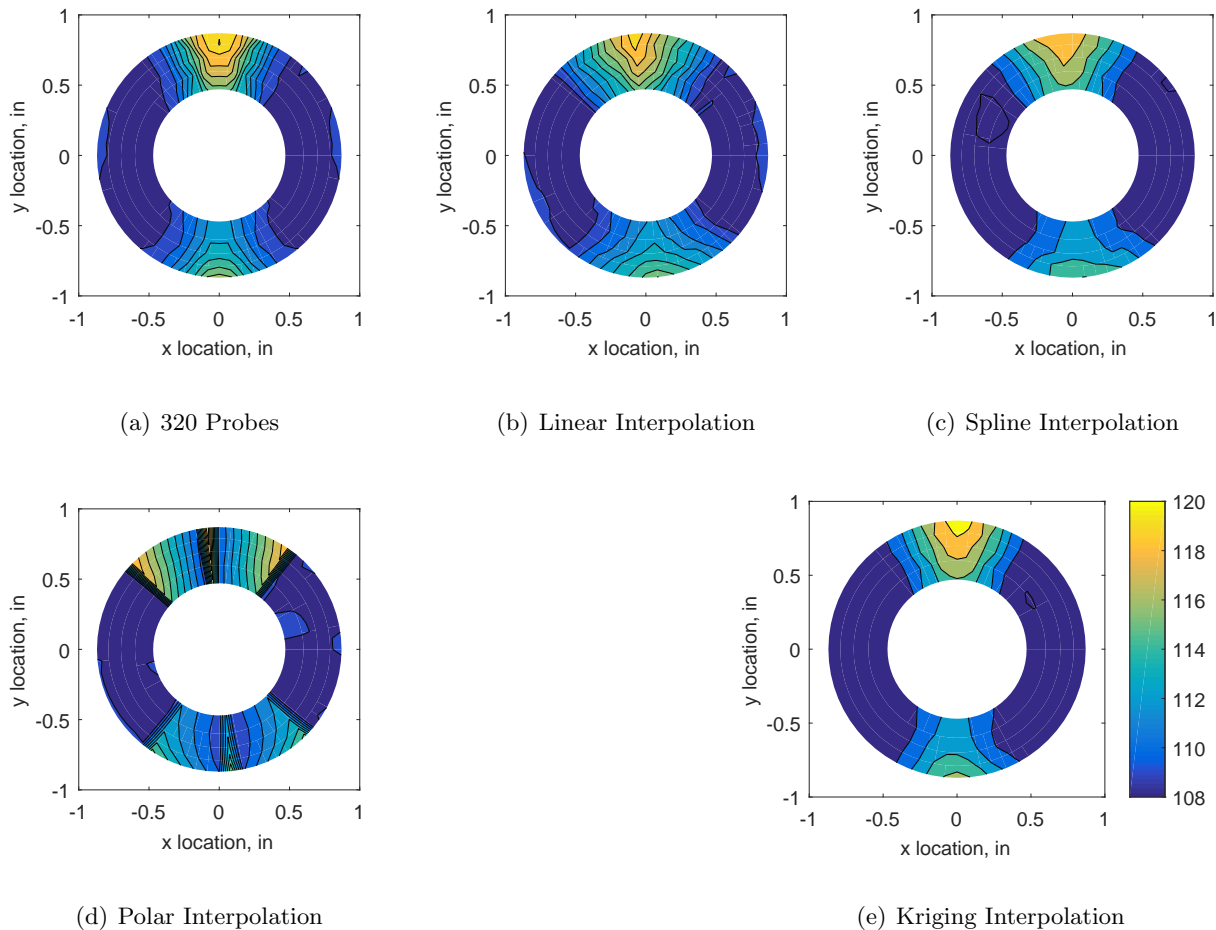 1
0.5
0
-0.5
-1
y location, in
-1 -0.5 0 0.5 1
x location, in
(a) 320 Probes
1
0.5
0
-0.5
-1
y location, in
-1 -0.5 0 0.5 1
x location, in
(b) Linear Interpolation
1
0.5
0
-0.5
-1
y location, in
-1 -0.5 0 0.5 1
x location, in
(c) Spline Interpolation
1
0.5
0
-0.5
-1
y location, in
-1 -0.5 0 0.5 1
x location, in
(d) Polar Interpolation
1
0.5
0
-0.5
-1
y location, in
-1 -0.5 0 0.5 1
x location, in
120
118
116
114
112
110
108
(e) Kriging Interpolation